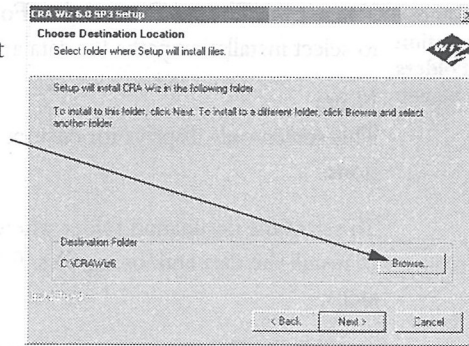 CRA Wiz 6.0 SP3 Setup
Choose Destination Location
Select folder where Setup will install files.
WIZ
Setup will install CRA Wiz in the following folder.
To install to this folder, click Next. To install to a different folder, click Browse and select
another folder.
Destination Folder
C:\CRAWiz6
Browse...
< Back
Next >
Cancel